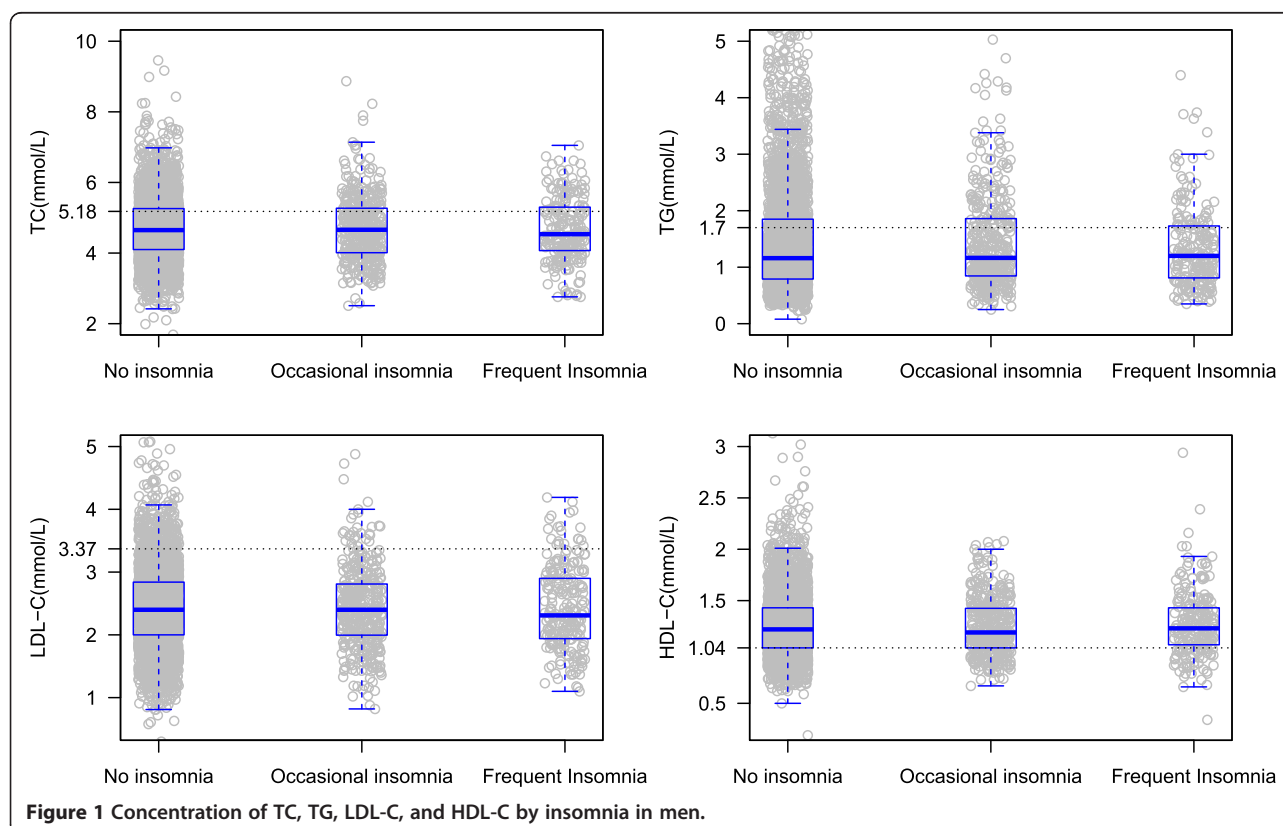 10
8
6
5.18
4
2
TC(mmol/L)
No insomnia Occasional insomnia Frequent Insomnia
5
4
3
2
1.7
1
0
TG(mmol/L)
No insomnia Occasional insomnia Frequent Insomnia
5
4
3.37
3
2
1
LDL−C(mmol/L)
No insomnia Occasional insomnia Frequent Insomnia
3
2.5
2
1.5
1.04
0.5
HDL−C(mmol/L)
No insomnia Occasional insomnia Frequent Insomnia
Figure 1 Concentration of TC, TG, LDL-C, and HDL-C by insomnia in men.